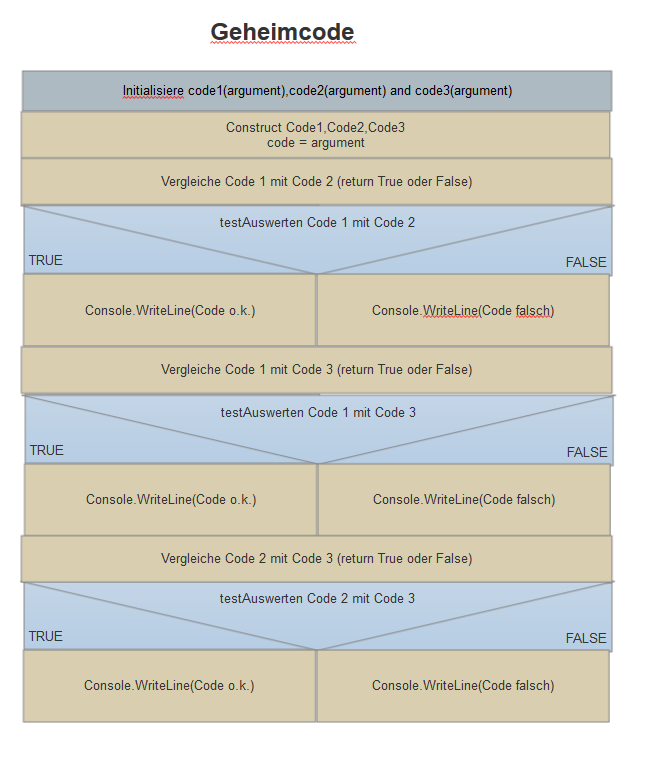 Geheimcode
Initialisiere code1(argument),code2(argument) and code3(argument)
Construct Code1,Code2,Code3
code = argument
Vergleiche Code 1 mit Code 2 (return True oder False)
testAuswerten Code 1 mit Code 2
TRUE
FALSE
Console.WriteLine(Code o.k.)
Console.WriteLine(Code falsch)
Vergleiche Code 1 mit Code 3 (return True oder False)
testAuswerten Code 1 mit Code 3
TRUE
FALSE
Console.WriteLine(Code o.k.)
Console.WriteLine(Code falsch)
Vergleiche Code 2 mit Code 3 (return True oder False)
testAuswerten Code 2 mit Code 3
TRUE
FALSE
Console.WriteLine(Code o.k.)
Console.WriteLine(Code falsch)